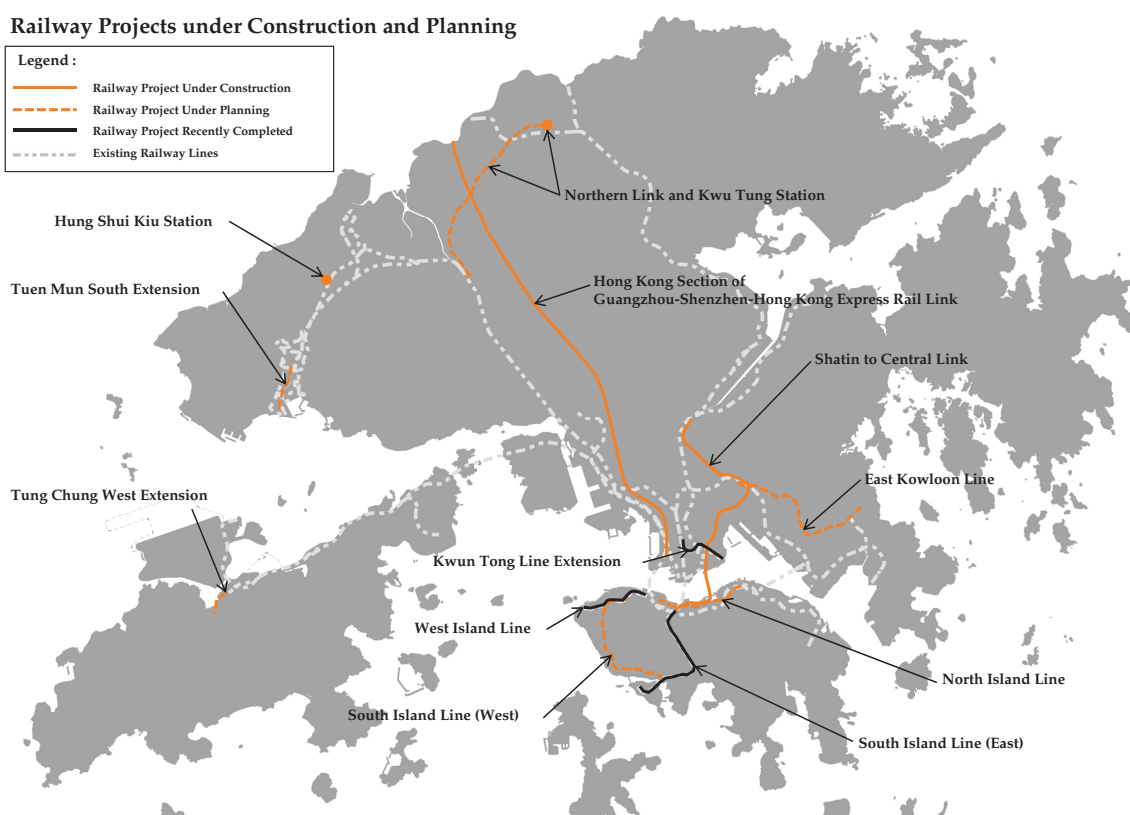 Railway Projects under Construction and Planning
Legend :
Railway Project Under Construction
Railway Project Under Planning
Railway Project Recently Completed
Existing Railway Lines
Northern Link and Kwu Tung Station
Hung Shui Kiu Station
Tuen Mun South Extension
Hong Kong Section of
Guangzhou-Shenzhen-Hong Kong Express Rail Link
Shatin to Central Link
East Kowloon Line
Tung Chung West Extension
Kwun Tong Line Extension
West Island Line
North Island Line
South Island Line (West)
South Island Line (East)